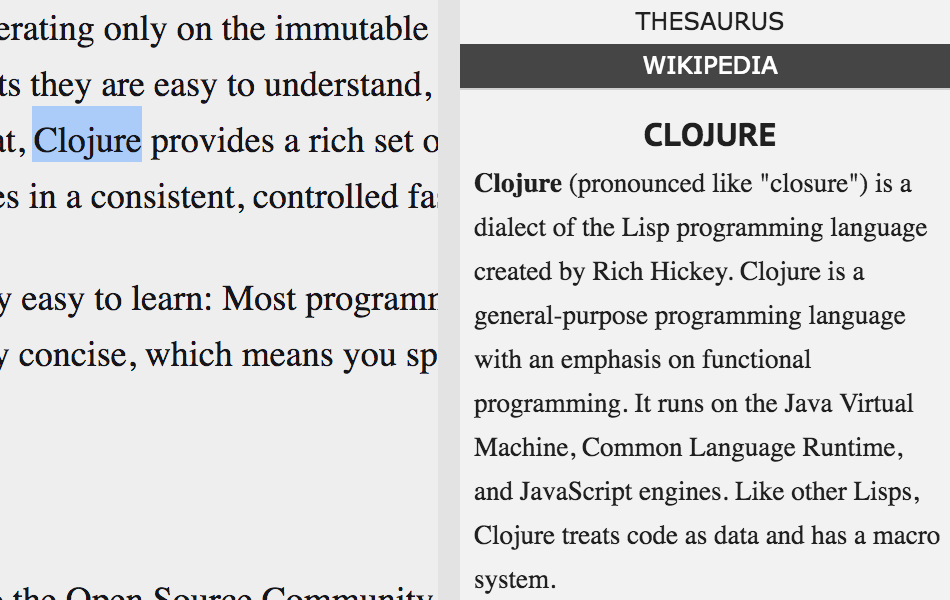 erating only on the immutable
ts they are easy to understand,
at, Clojure provides a rich set o
es in a consistent, controlled fa
y easy to learn: Most program
y concise, which means you sp
the Open Source Community
THESAURUS
WIKIPEDIA
CLOJURE
Clojure (pronounced like "closure") is a
dialect of the Lisp programming language
created by Rich Hickey. Clojure is a
general-purpose programming language
with an emphasis on functional
programming. It runs on the Java Virtual
Machine, Common Language Runtime,
and JavaScript engines. Like other Lisps,
Clojure treats code as data and has a macro
system.